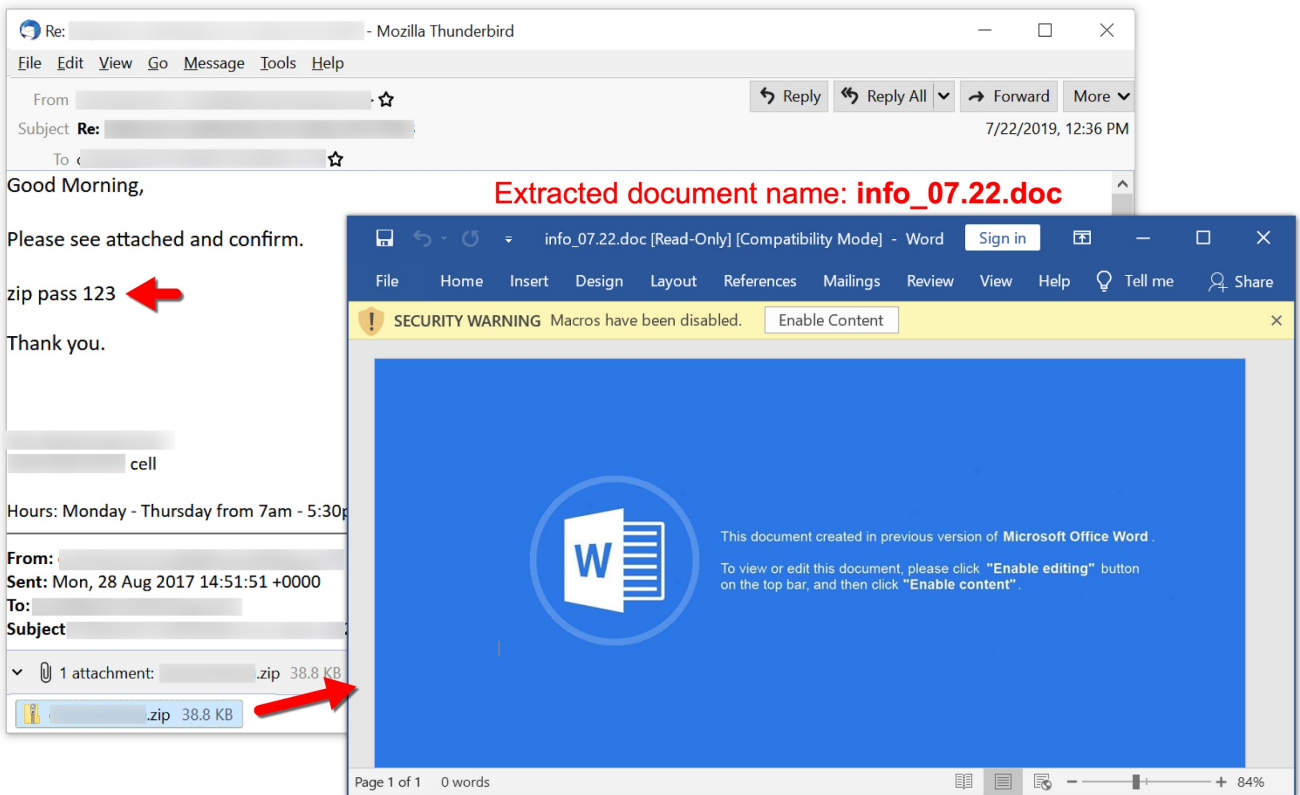 Re: - Mozilla Thunderbird
File Edit View Go Message Tools Help
From
Reply Reply All Forward More
Subject Re:
7/22/2019, 12:36 PM
To
Good Morning,
Please see attached and confirm.
zip pass 123
Thank you.
cell
Hours: Monday - Thursday from 7am - 5:30p
From:
Sent: Mon, 28 Aug 2017 14:51:51 +0000
To:
Subject
1 attachment: .zip 38.8 KB
.zip 38.8 KB
Extracted document name: info_07.22.doc
info_07.22.doc [Read-Only] [Compatibility Mode] - Word Sign in
File Home Insert Design Layout References Mailings Review View Help Tell me Share
SECURITY WARNING Macros have been disabled. Enable Content
W
This document created in previous version of Microsoft Office Word .
To view or edit this document, please click "Enable editing" button
on the top bar, and then click "Enable content".
Page 1 of 1 0 words
84%